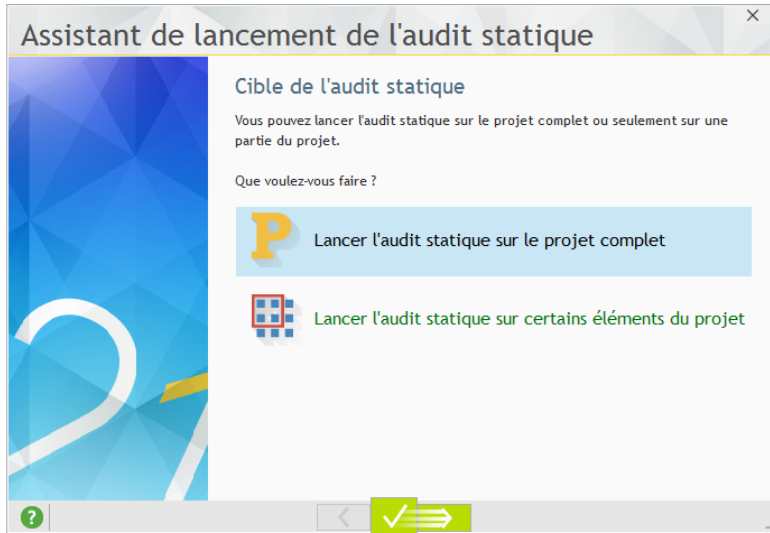 Assistant de lancement de l'audit statique
Cible de l'audit statique
Vous pouvez lancer l'audit statique sur le projet complet ou seulement sur une
partie du projet.
Que voulez-vous faire ?
P
Lancer l'audit statique sur le projet complet
Lancer l'audit statique sur certains éléments du projet
21
?